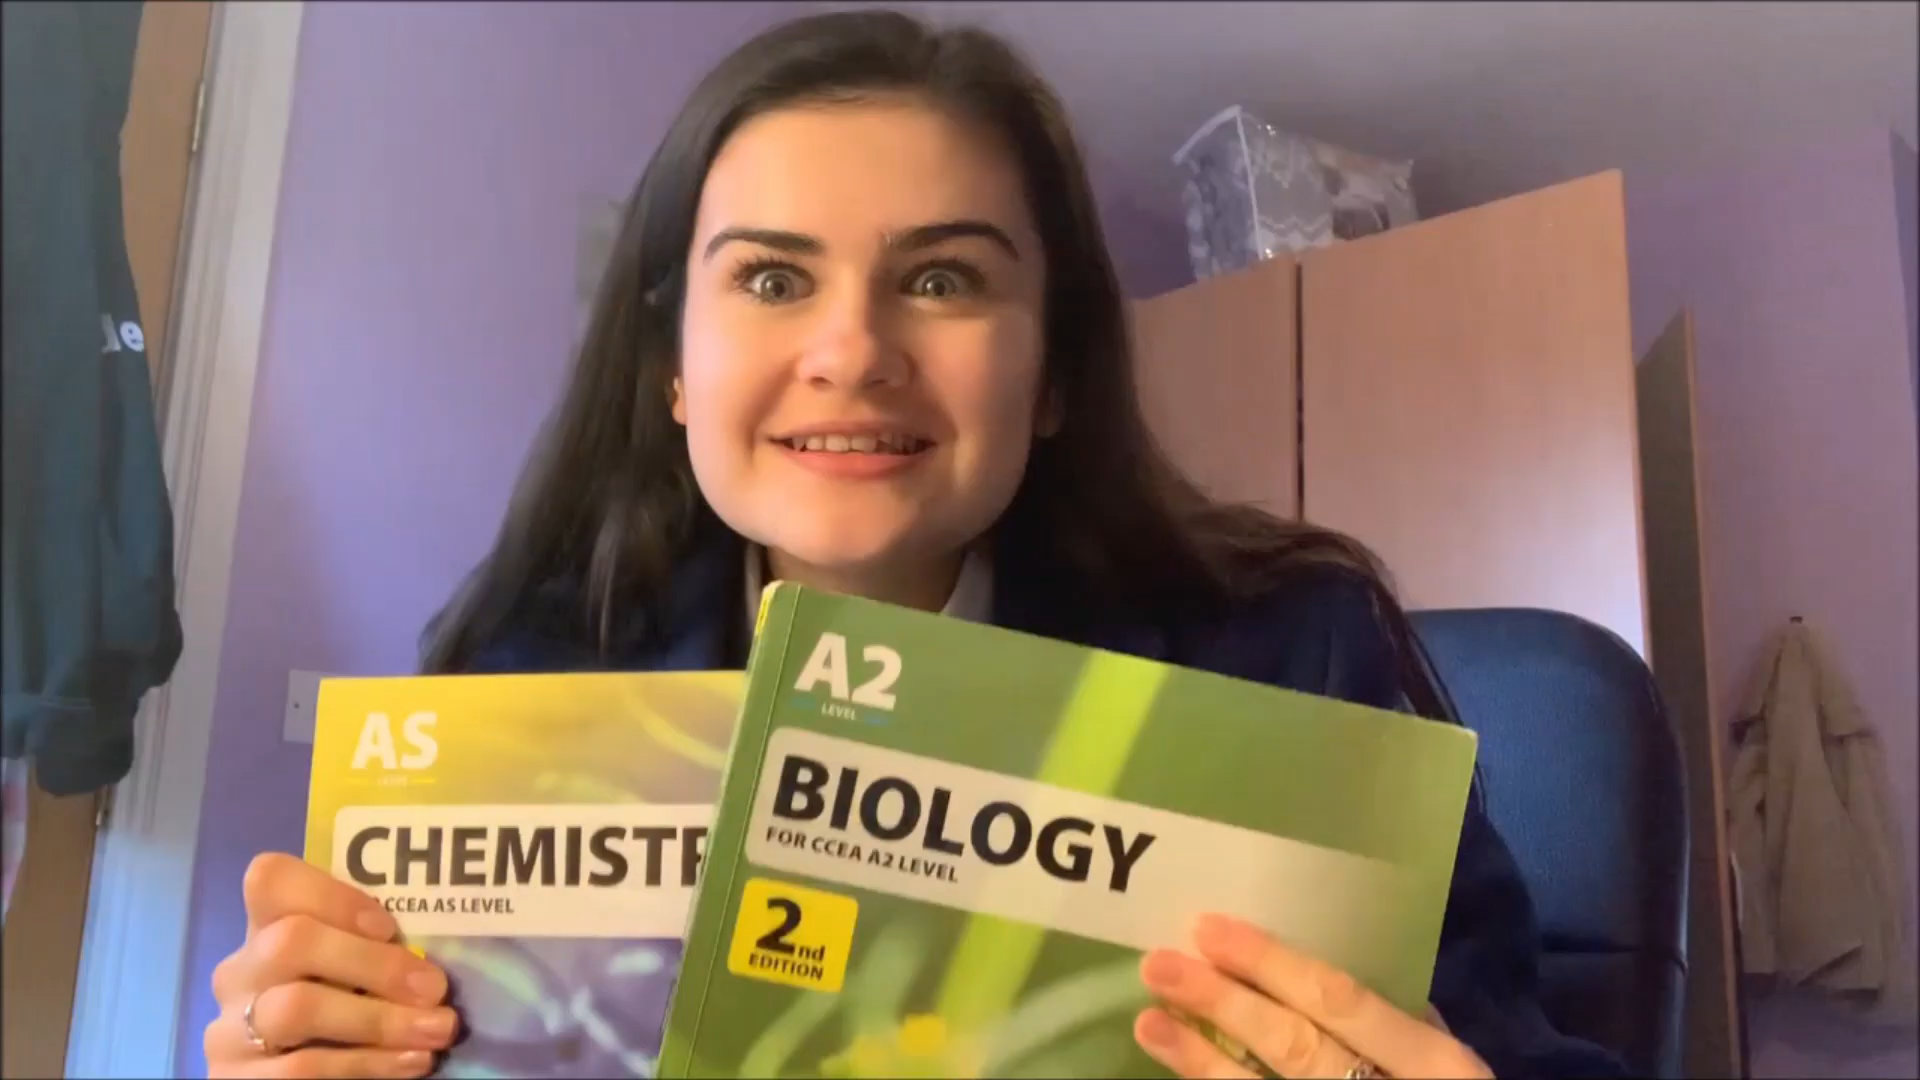 AS
CHEMISTR
CCEA AS LEVEL
A2
LEVEL
BIOLOGY
FOR CCEA A2 LEVEL
2nd
EDITION